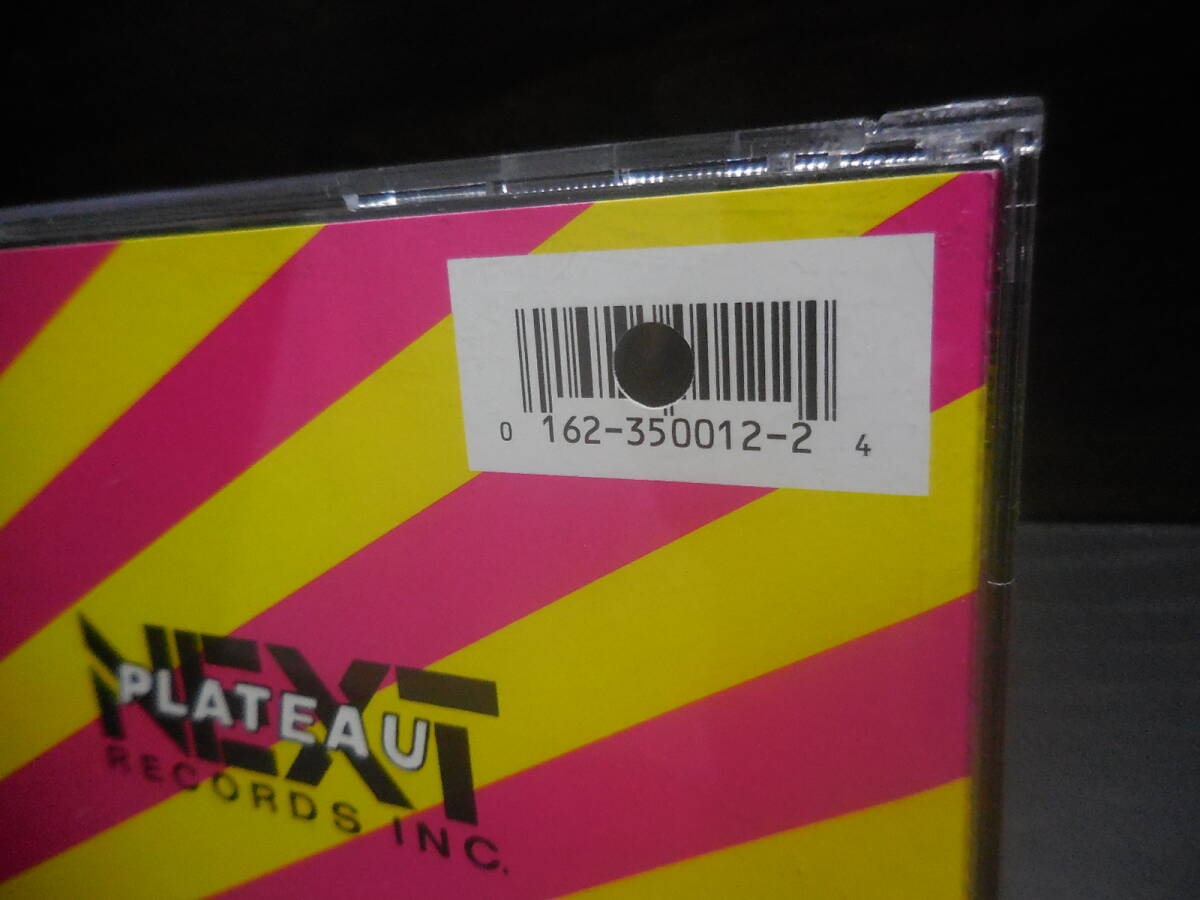 0 162-350012-2 4
NEXT
PLATEAU
RECORDS INC.